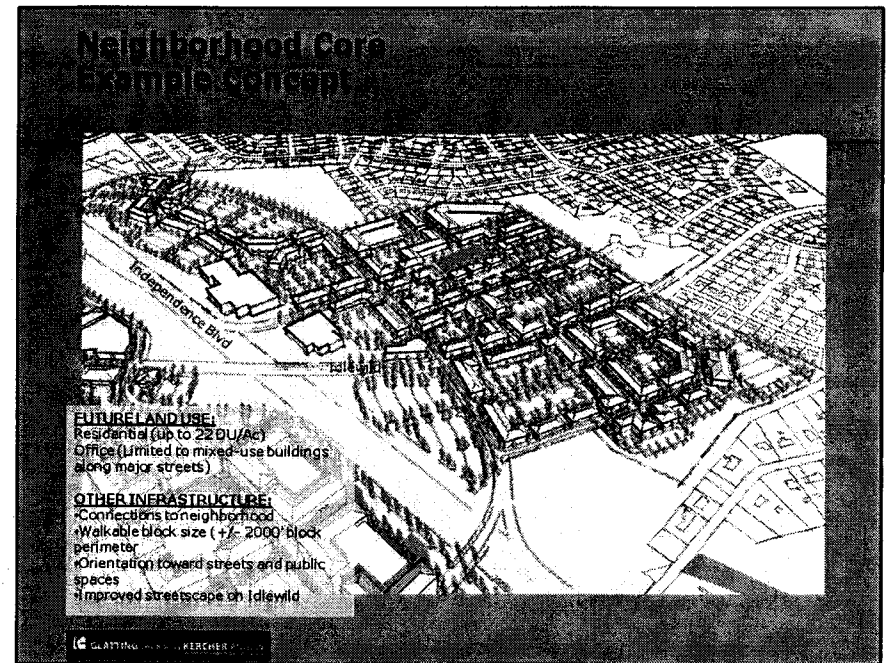 Neighborhood Core
Example Concept
Independence Blvd
Idlewild
FUTURE LAND USE:
Residential (up to 22 DU/Ac)
Office (Limited to mixed-use buildings
along major streets)
OTHER INFRASTRUCTURE:
•Connections to neighborhood
•Walkable block size ( +/- 2000' block
perimeter
•Orientation toward streets and public
spaces
•Improved streetscape on Idlewild
GLATTING KERCHER